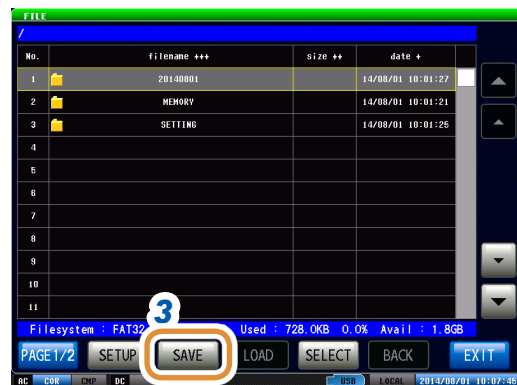 FILE
/
No. filename +++ size ++ date +
1 20140801 14/08/01 10:01:27
2 MEMORY 14/08/01 10:01:21
3 SETTING 14/08/01 10:01:25
4
5
6
7
8
9
10
11
3
Filesystem : FAT32 Used : 728.0KB 0.0% Avail : 1.8GB
PAGE 1/2 SETUP SAVE LOAD SELECT BACK EXIT
AC COR CMP DC USB LOCAL 2014/08/01 10:07:45